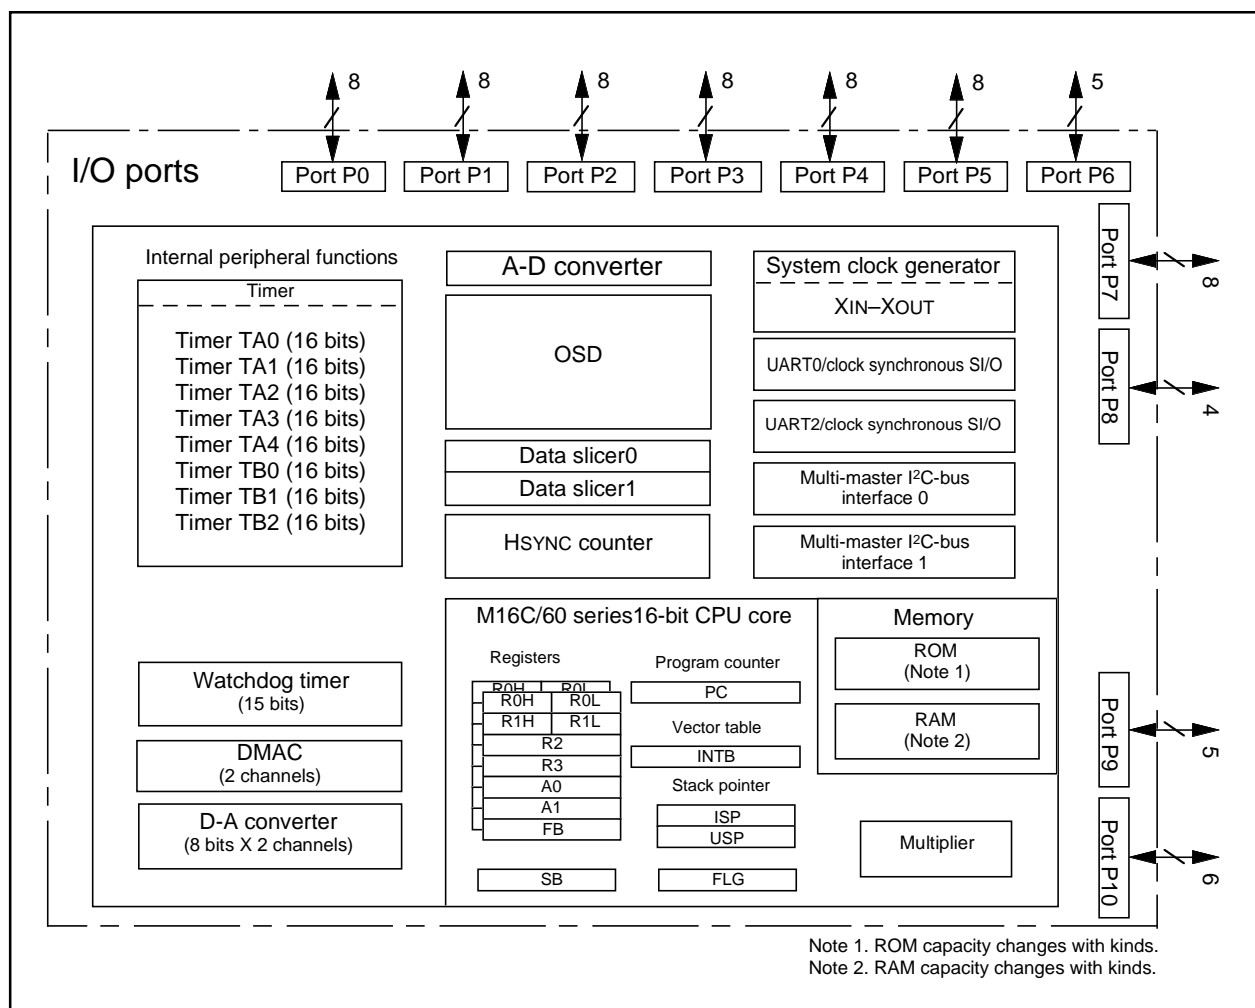 8 8 8 8 8 8 5
I/O ports
Port P0 Port P1 Port P2 Port P3 Port P4 Port P5 Port P6
Port P7
8
Port P8
4
Port P9
5
Port P10
6
Internal peripheral functions
Timer
Timer TA0 (16 bits)
Timer TA1 (16 bits)
Timer TA2 (16 bits)
Timer TA3 (16 bits)
Timer TA4 (16 bits)
Timer TB0 (16 bits)
Timer TB1 (16 bits)
Timer TB2 (16 bits)
Watchdog timer
(15 bits)
DMAC
(2 channels)
D-A converter
(8 bits X 2 channels)
A-D converter
OSD
Data slicer0
Data slicer1
HSYNC counter
System clock generator
XIN–XOUT
UART0/clock synchronous SI/O
UART2/clock synchronous SI/O
Multi-master I²C-bus
interface 0
Multi-master I²C-bus
interface 1
M16C/60 series16-bit CPU core
Registers
R0H R0L
R0H R0L
R1H R1L
R2
R3
A0
A1
FB
SB
Program counter
PC
Vector table
INTB
Stack pointer
ISP
USP
FLG
Memory
ROM
(Note 1)
RAM
(Note 2)
Multiplier
Note 1. ROM capacity changes with kinds.
Note 2. RAM capacity changes with kinds.